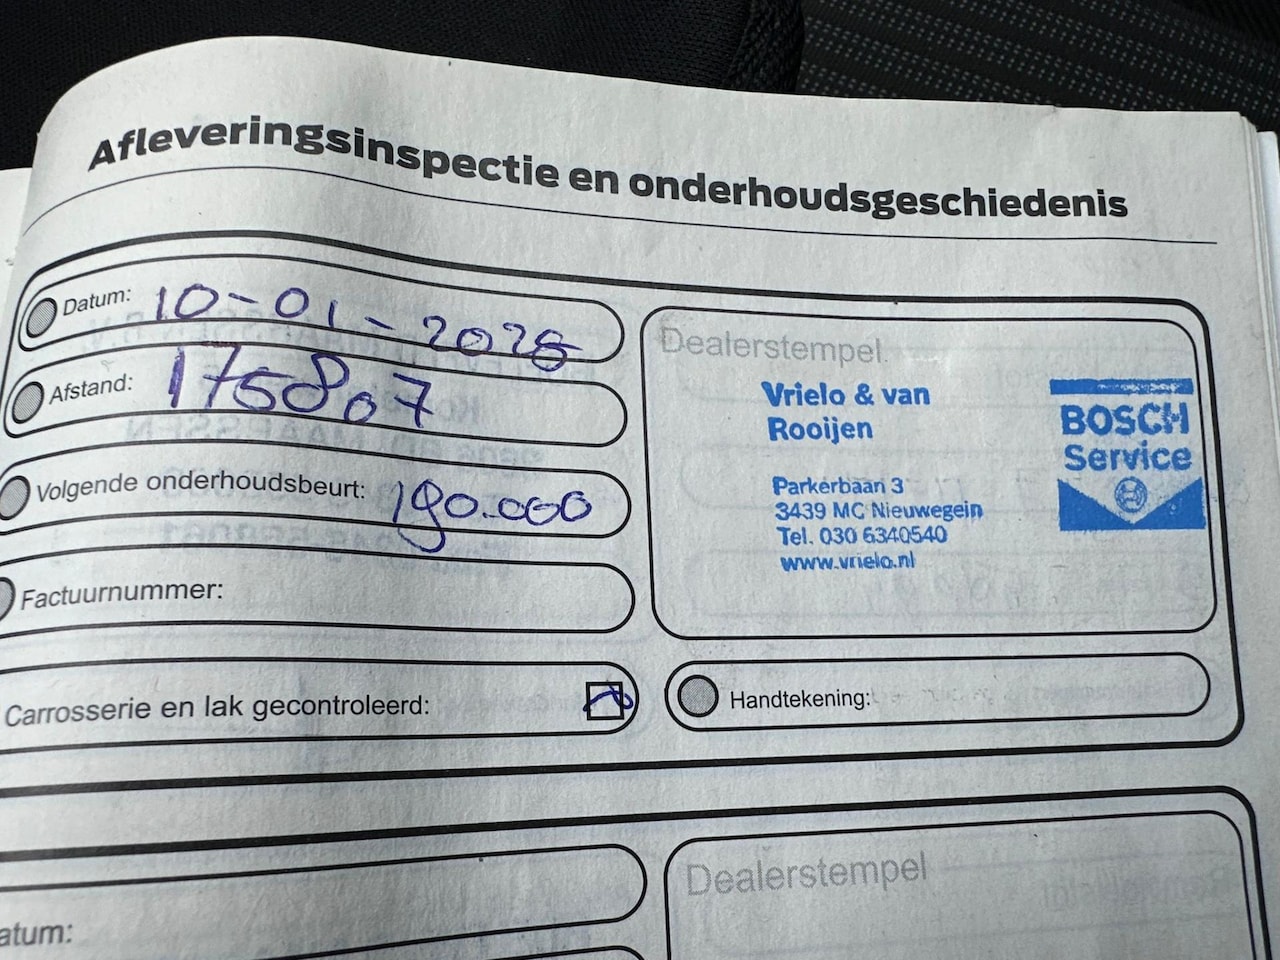 Afleveringsinspectie en onderhoudsgeschiedenis
Datum: 10-01-2026
Afstand: 175807
Volgende onderhoudsbeurt: 190.000
Factuurnummer:
Carrosserie en lak gecontroleerd:
Dealerstempel
Vrielo & van
Rooijen
Parkerbaan 3
3439 MC Nieuwegein
Tel. 030 6340540
www.vrielo.nl
BOSCH
Service
Handtekening:
atum:
Dealerstempel